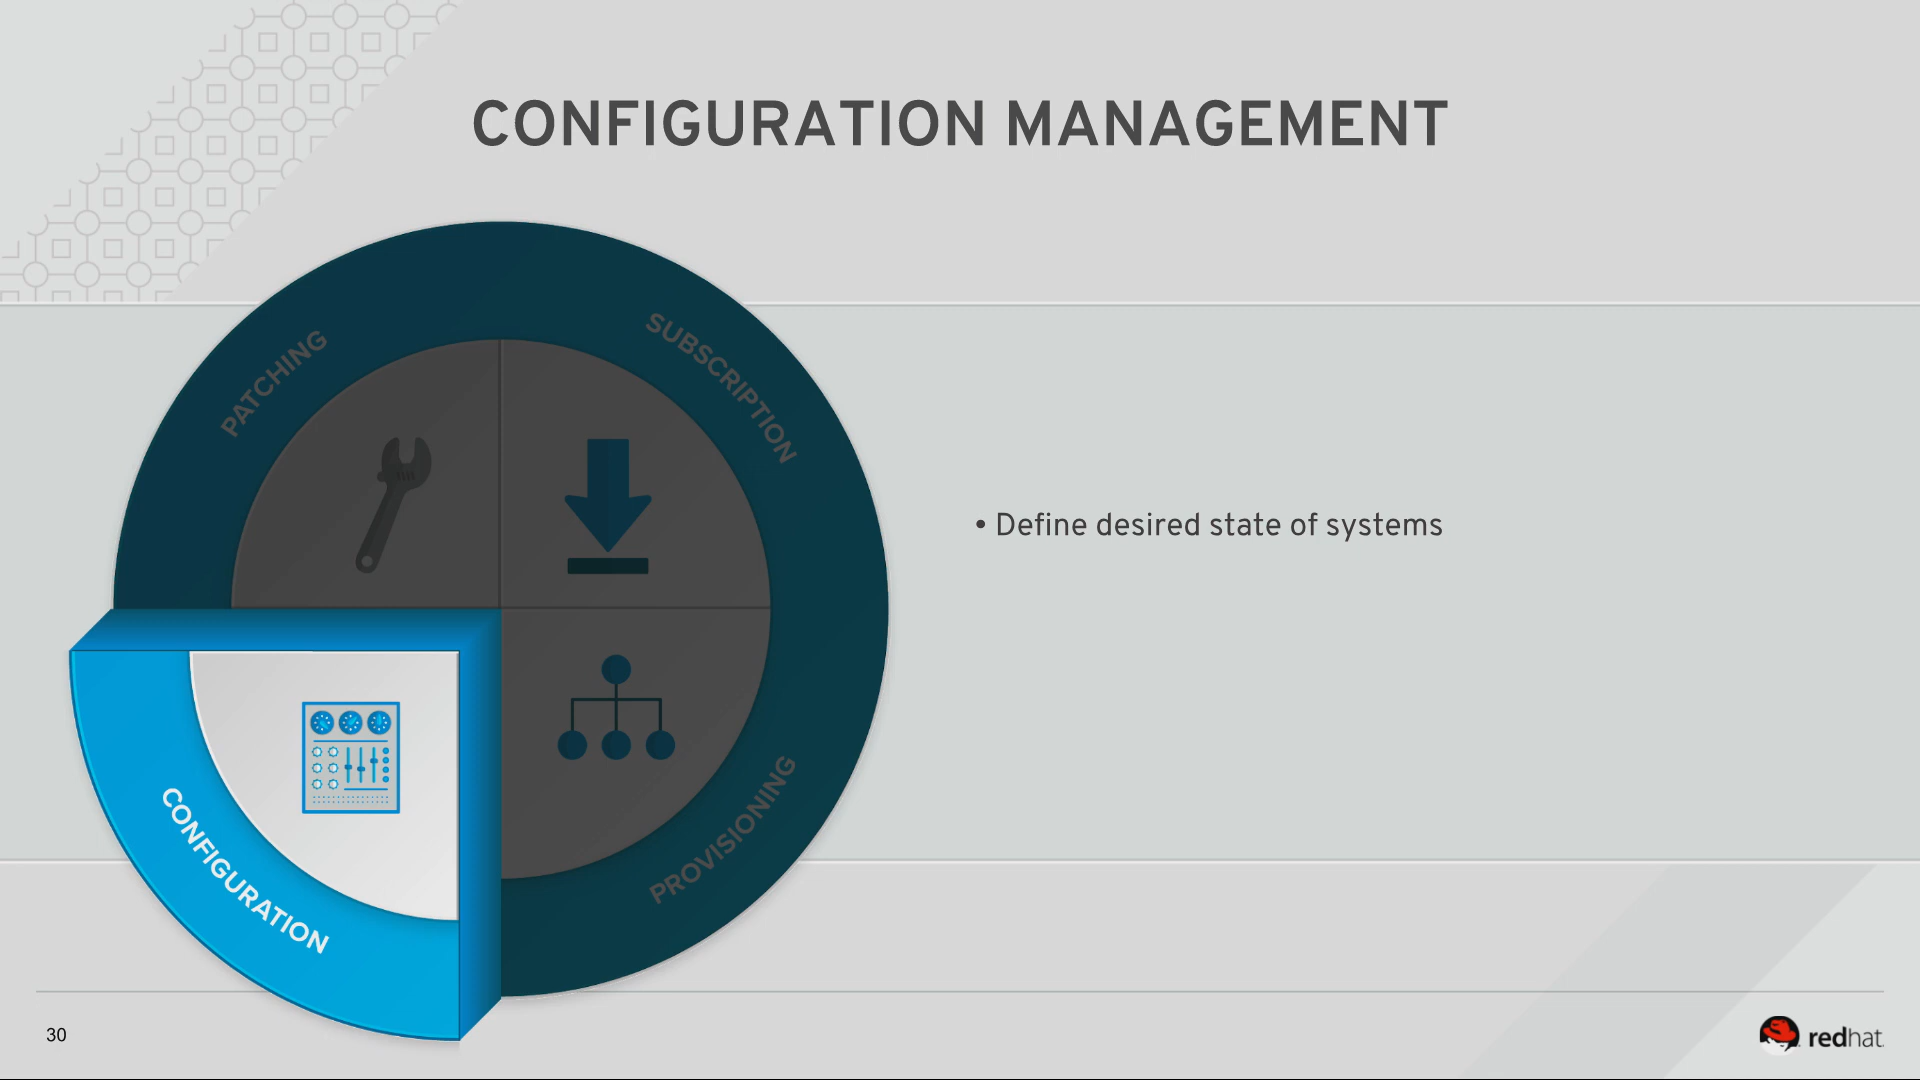 CONFIGURATION MANAGEMENT
PATCHING
SUBSCRIPTION
• Define desired state of systems
CONFIGURATION
PROVISIONING
30
redhat.